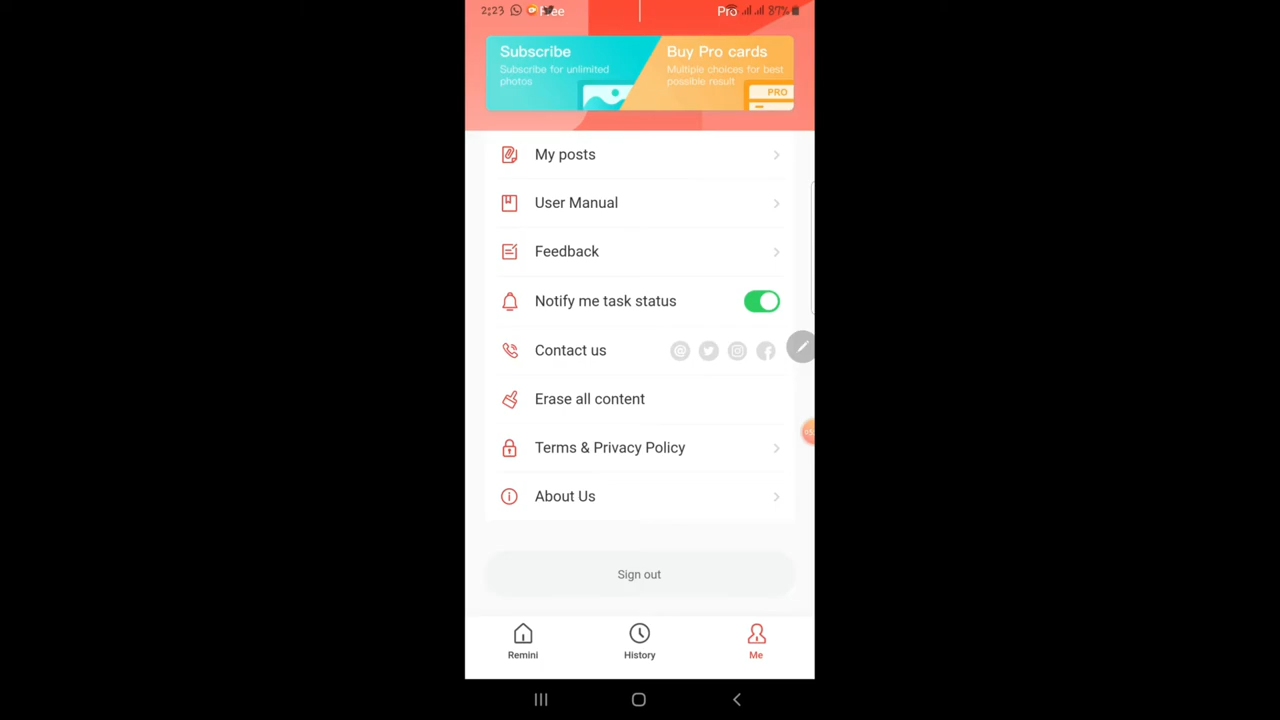 2:23 Free Pro 87%
Subscribe
Subscribe for unlimited
photos
Buy Pro cards
Multiple choices for best
possible result
PRO
My posts
User Manual
Feedback
Notify me task status
Contact us
Erase all content
Terms & Privacy Policy
About Us
Sign out
Remini
History
Me